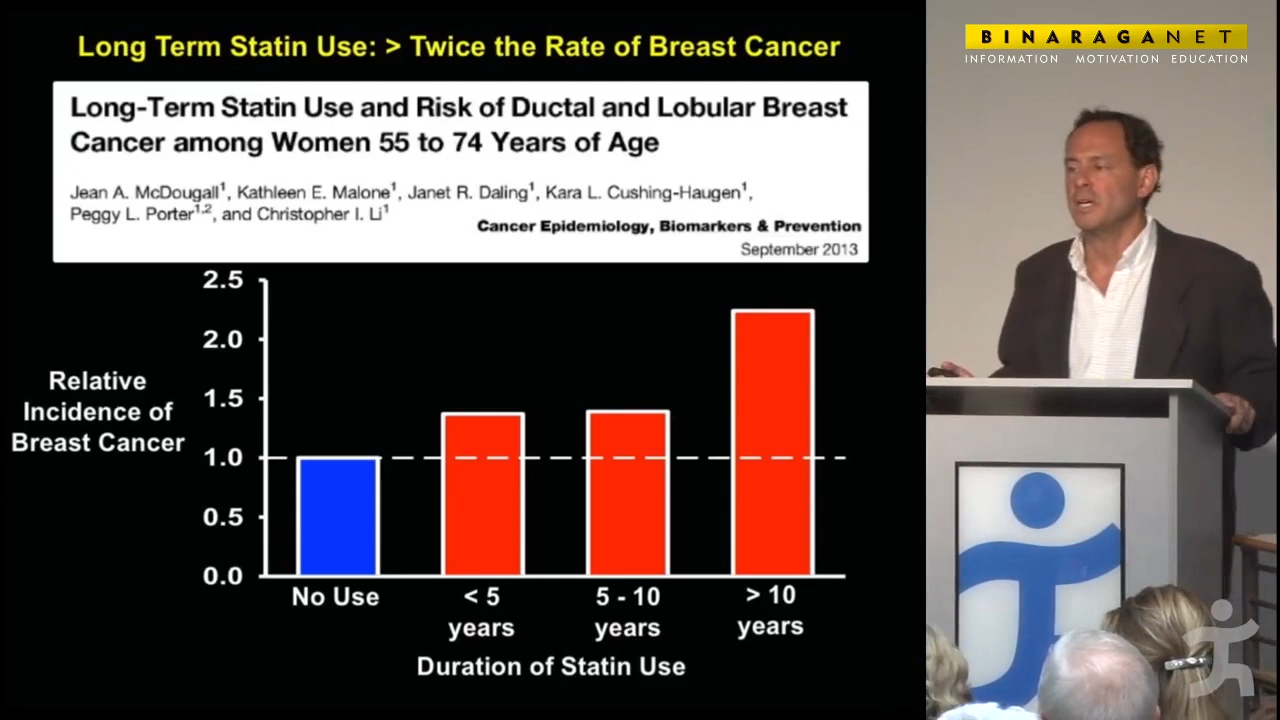 Long Term Statin Use: > Twice the Rate of Breast Cancer
Long-Term Statin Use and Risk of Ductal and Lobular Breast
Cancer among Women 55 to 74 Years of Age
Jean A. McDougall¹, Kathleen E. Malone¹, Janet R. Daling¹, Kara L. Cushing-Haugen¹,
Peggy L. Porter¹,², and Christopher I. Li¹
Cancer Epidemiology, Biomarkers & Prevention
September 2013
2.5
2.0
1.5
1.0
0.5
0.0
Relative
Incidence of
Breast Cancer
No Use
< 5
years
5 - 10
years
> 10
years
Duration of Statin Use
BINARAGANET
INFORMATION MOTIVATION EDUCATION